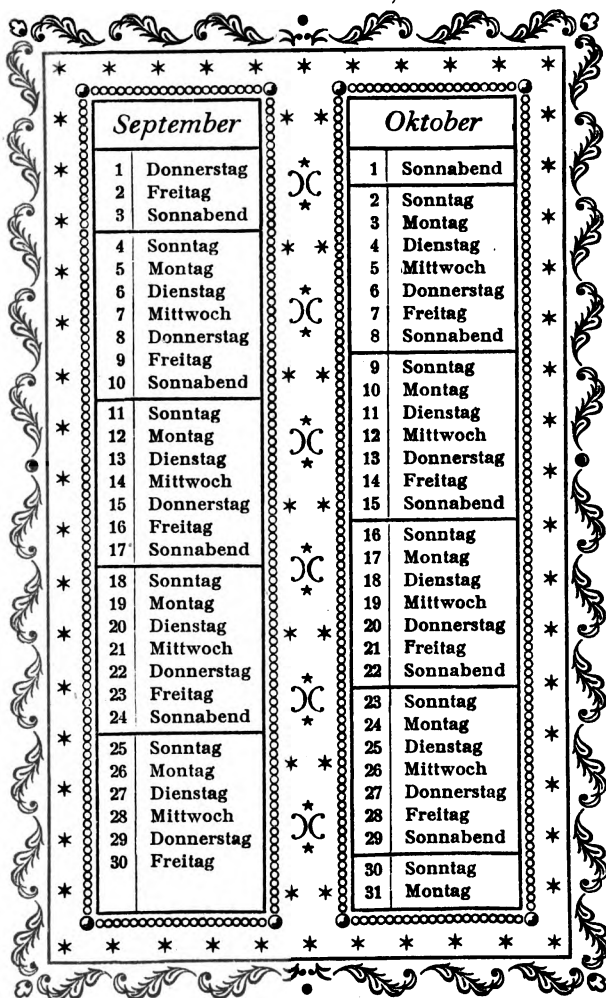 September
1 Donnerstag
2 Freitag
3 Sonnabend
4 Sonntag
5 Montag
6 Dienstag
7 Mittwoch
8 Donnerstag
9 Freitag
10 Sonnabend
11 Sonntag
12 Montag
13 Dienstag
14 Mittwoch
15 Donnerstag
16 Freitag
17 Sonnabend
18 Sonntag
19 Montag
20 Dienstag
21 Mittwoch
22 Donnerstag
23 Freitag
24 Sonnabend
25 Sonntag
26 Montag
27 Dienstag
28 Mittwoch
29 Donnerstag
30 Freitag
Oktober
1 Sonnabend
2 Sonntag
3 Montag
4 Dienstag
5 Mittwoch
6 Donnerstag
7 Freitag
8 Sonnabend
9 Sonntag
10 Montag
11 Dienstag
12 Mittwoch
13 Donnerstag
14 Freitag
15 Sonnabend
16 Sonntag
17 Montag
18 Dienstag
19 Mittwoch
20 Donnerstag
21 Freitag
22 Sonnabend
23 Sonntag
24 Montag
25 Dienstag
26 Mittwoch
27 Donnerstag
28 Freitag
29 Sonnabend
30 Sonntag
31 Montag